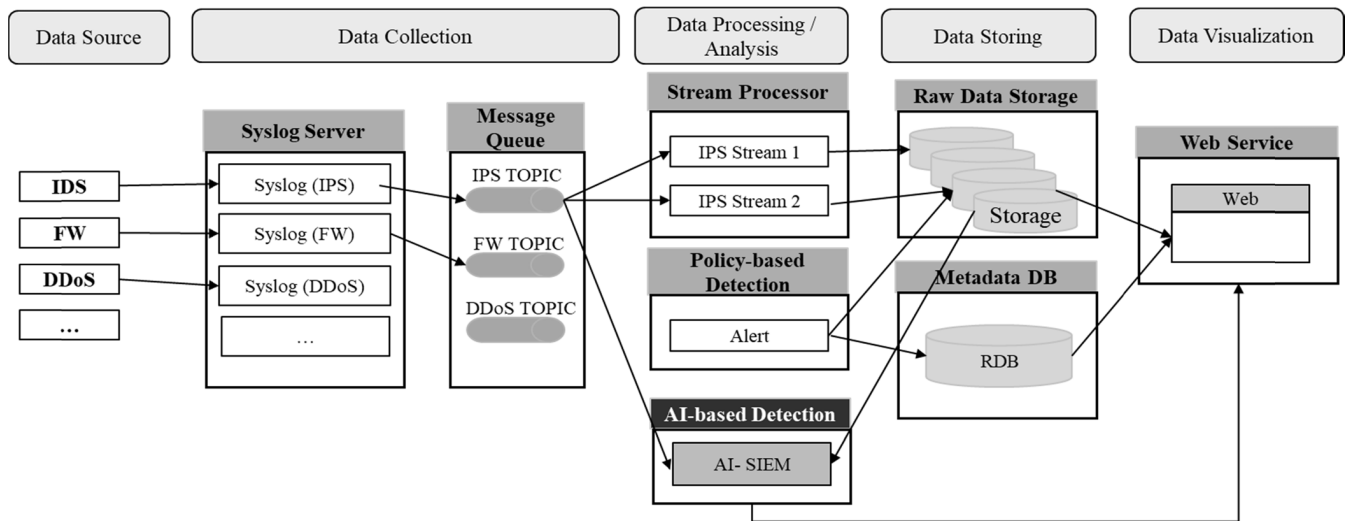 Data Source
Data Collection
Data Processing /
Analysis
Data Storing
Data Visualization
Syslog Server
Message
Queue
Stream Processor
Raw Data Storage
Web Service
IDS
FW
DDoS
...
Syslog (IPS)
Syslog (FW)
Syslog (DDoS)
...
IPS TOPIC
FW TOPIC
DDoS TOPIC
IPS Stream 1
IPS Stream 2
Policy-based
Detection
Alert
AI-based Detection
AI- SIEM
Storage
Metadata DB
RDB
Web